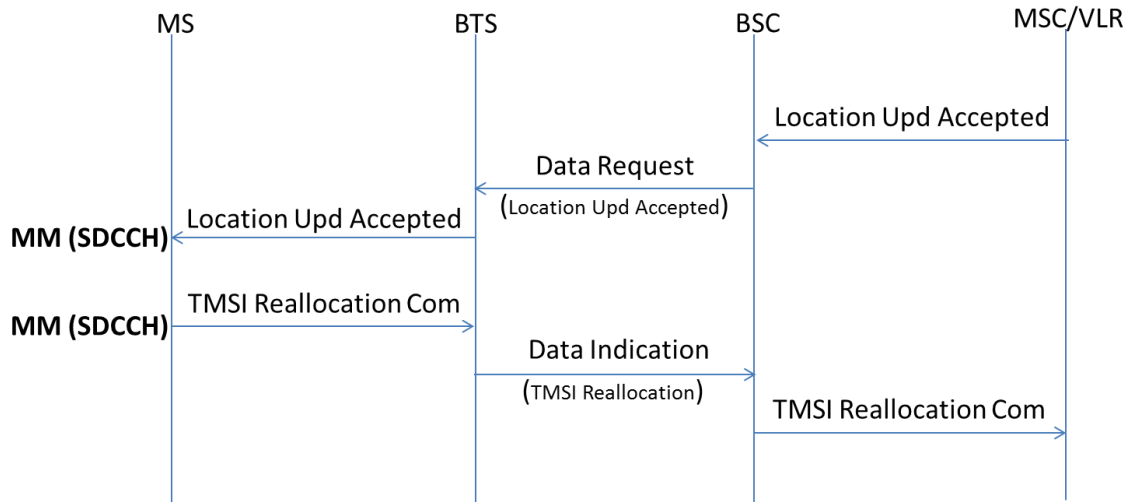 MS
BTS
BSC
MSC/VLR
Location Upd Accepted
Data Request
(Location Upd Accepted)
Location Upd Accepted
MM (SDCCH)
TMSI Reallocation Com
MM (SDCCH)
Data Indication
(TMSI Reallocation)
TMSI Reallocation Com